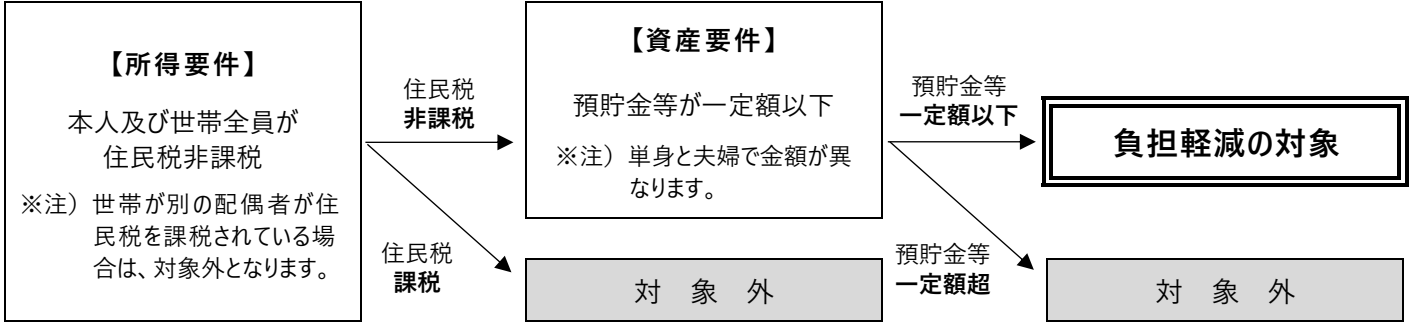 【所得要件】
本人及び世帯全員が
住民税非課税
※注）世帯が別の配偶者が住
民税を課税されている場
合は、対象外となります。
住民税
非課税
住民税
課税
【資産要件】
預貯金等が一定額以下
※注）単身と夫婦で金額が異
なります。
対　象　外
預貯金等
一定額以下
預貯金等
一定額超
負担軽減の対象
対　象　外